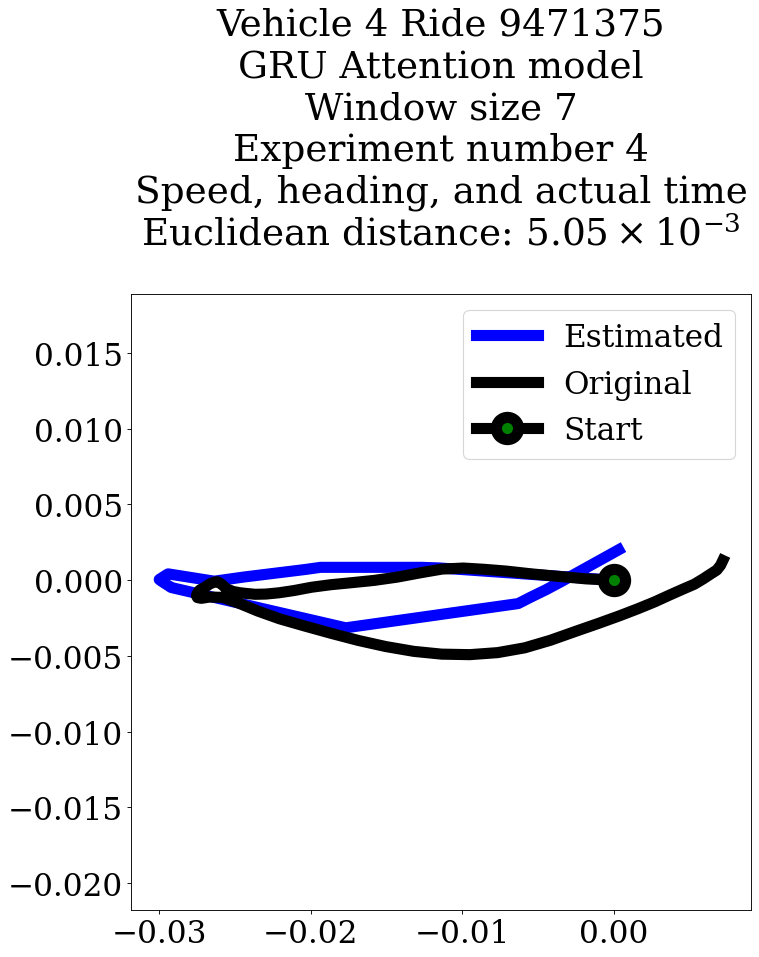 Vehicle 4 Ride 9471375
GRU Attention model
Window size 7
Experiment number 4
Speed, heading, and actual time
Euclidean distance: 5.05 × 10⁻³
Estimated
Original
Start
0.015
0.010
0.005
0.000
−0.005
−0.010
−0.015
−0.020
−0.03 −0.02 −0.01 0.00